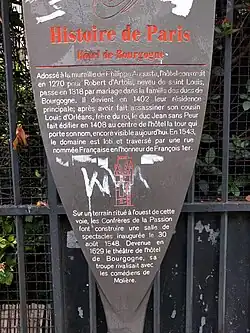 Histoire de Paris
Hôtel de Bourgogne
Adossé à la muraille de Philippe Auguste, l'hôtel construit
en 1270 pour Robert d'Artois, neveu de saint Louis,
passe en 1318 par mariage dans la famille des ducs de
Bourgogne. Il devient en 1402 leur résidence
principale; après avoir fait assassiner son cousin
Louis d'Orléans, frère du roi, le duc Jean sans Peur
fait édifier en 1409 au centre de l'hôtel la tour qui
porte son nom, encore visible aujourd'hui. En 1543,
le domaine est loti et traversé par une rue
nommée Française en l'honneur de François Ier.
Sur un terrain situé à l'ouest de cette
voie, les Confrères de la Passion
font construire une salle de
spectacles inaugurée le 30
août 1548. Devenue en
1629 le théâtre de l'hôtel
de Bourgogne, sa
troupe rivalisait avec
les comédiens de
Molière.